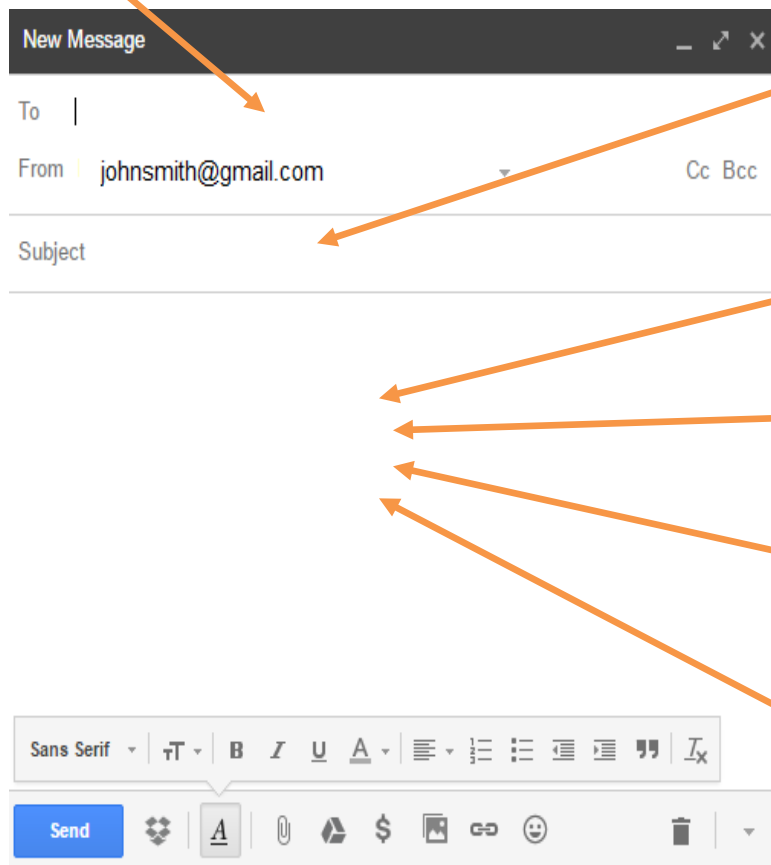 New Message
To
From johnsmith@gmail.com Cc Bcc
Subject
Sans Serif
Send